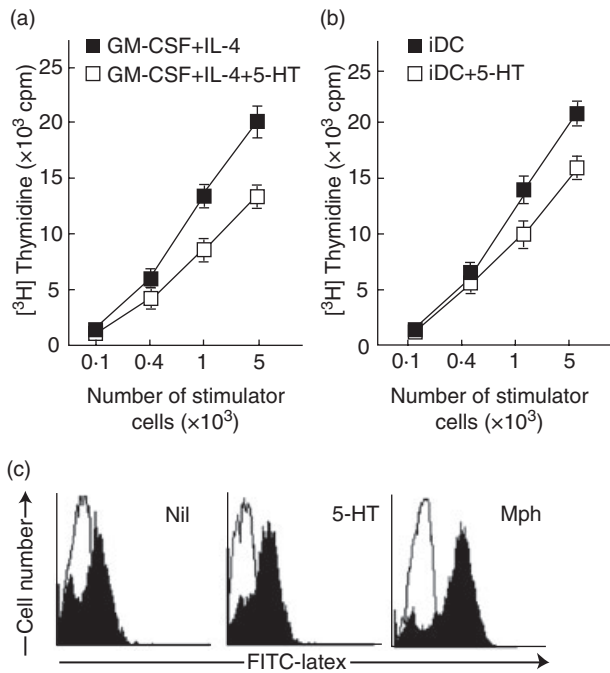 (a)
■ GM-CSF+IL-4
□ GM-CSF+IL-4+5-HT
[³H] Thymidine (×10³ cpm)
25
20
15
10
5
0
0·1 0·4 1 5
Number of stimulator
cells (×10³)
(b)
■ iDC
□ iDC+5-HT
[³H] Thymidine (×10³ cpm)
25
20
15
10
5
0
0·1 0·4 1 5
Number of stimulator
cells (×10³)
(c)
Cell number
Nil
5-HT
Mph
FITC-latex